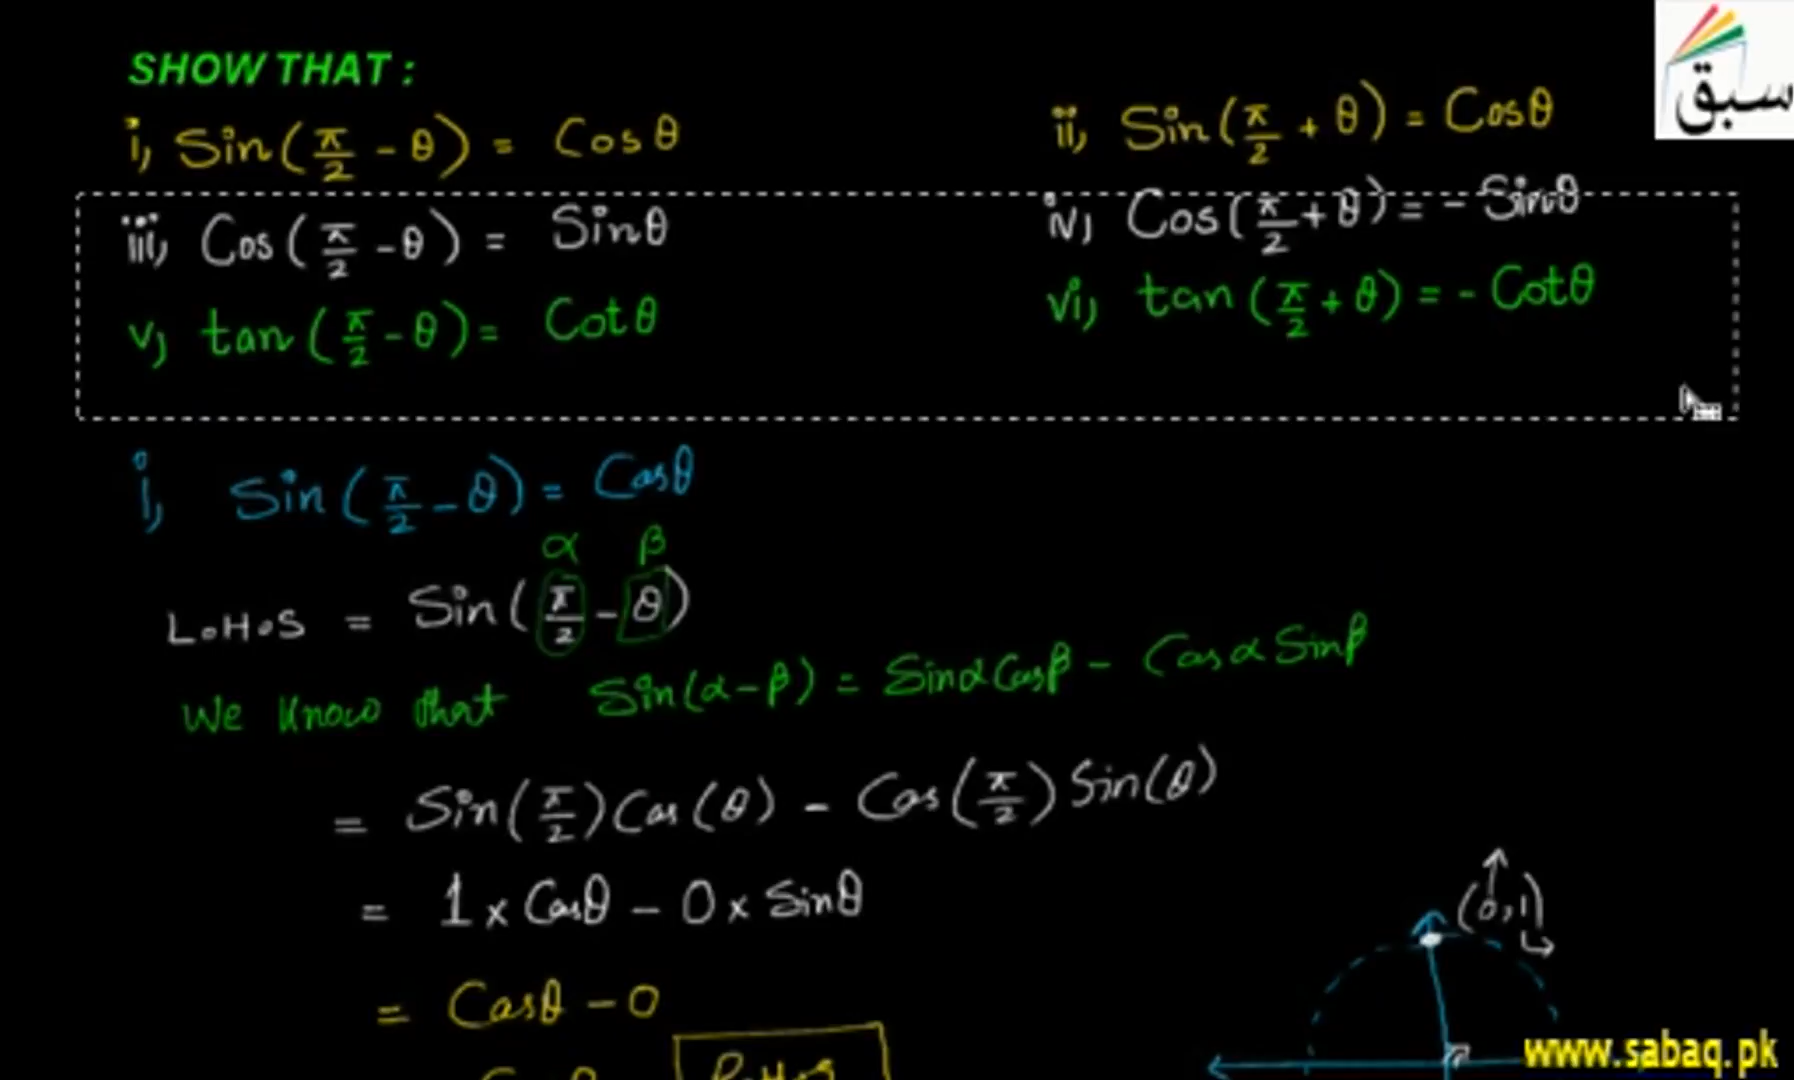 SHOW THAT :
سبق
i, Sin(π/2 - θ) = Cosθ
ii, Sin(π/2 + θ) = Cosθ
iii, Cos(π/2 - θ) = Sinθ
iv, Cos(π/2 + θ) = - Sinθ
v, tan(π/2 - θ) = Cotθ
vi, tan(π/2 + θ) = - Cotθ
i, Sin(π/2 - θ) = Cosθ
α β
L.H.S = Sin(π/2 - θ)
We know that Sin(α - β) = Sinα Cosβ - Cosα Sinβ
= Sin(π/2) Cos(θ) - Cos(π/2) Sin(θ)
= 1 x Cosθ - 0 x Sinθ
(0,1)
= Cosθ - 0
www.sabaq.pk